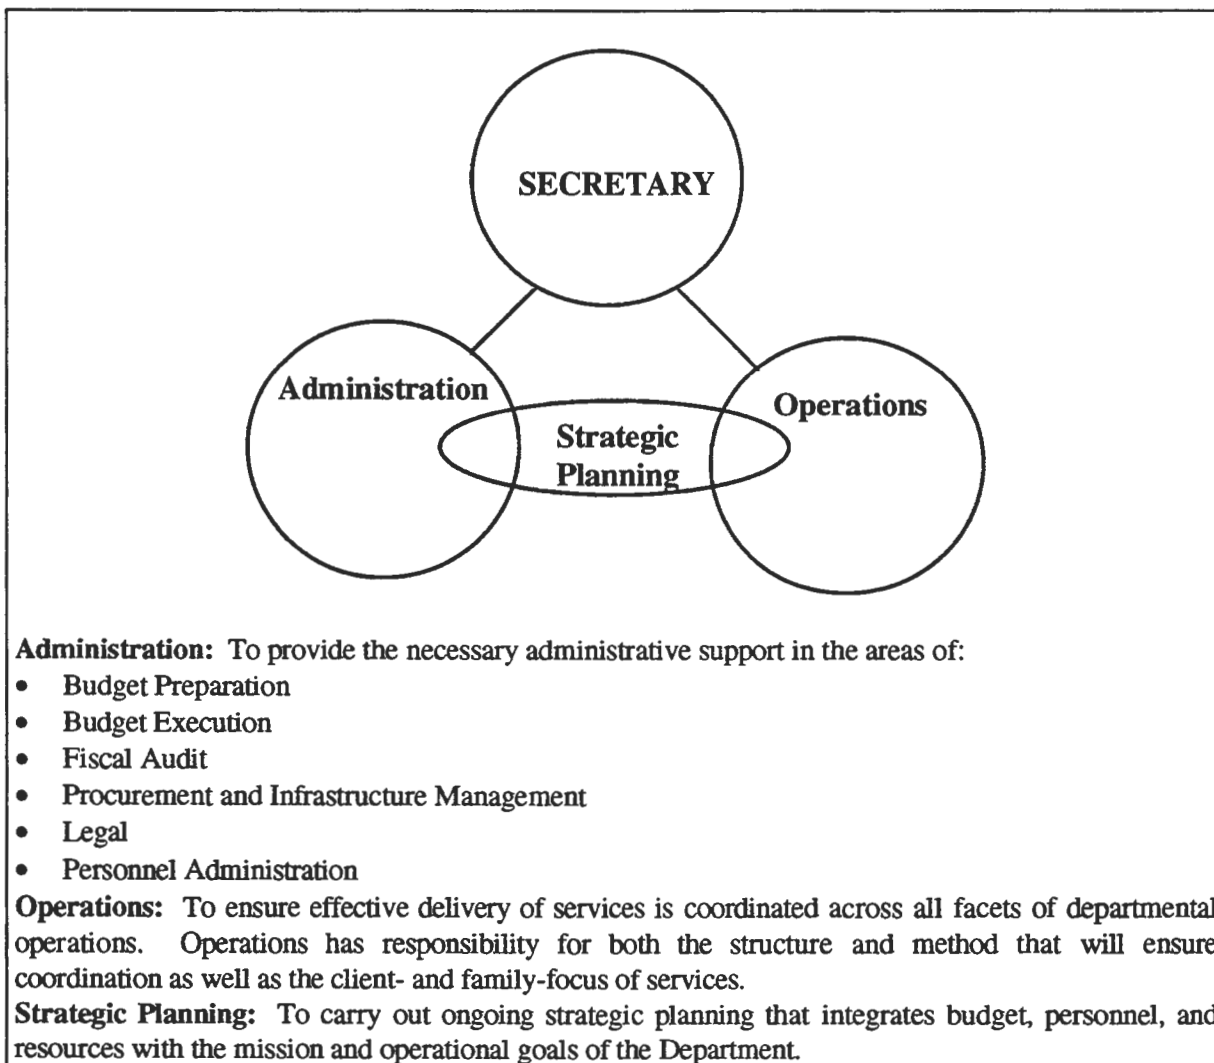 SECRETARY
Administration
Operations
Strategic
Planning
Administration: To provide the necessary administrative support in the areas of:
• Budget Preparation
• Budget Execution
• Fiscal Audit
• Procurement and Infrastructure Management
• Legal
• Personnel Administration
Operations: To ensure effective delivery of services is coordinated across all facets of departmental
operations. Operations has responsibility for both the structure and method that will ensure
coordination as well as the client- and family-focus of services.
Strategic Planning: To carry out ongoing strategic planning that integrates budget, personnel, and
resources with the mission and operational goals of the Department.